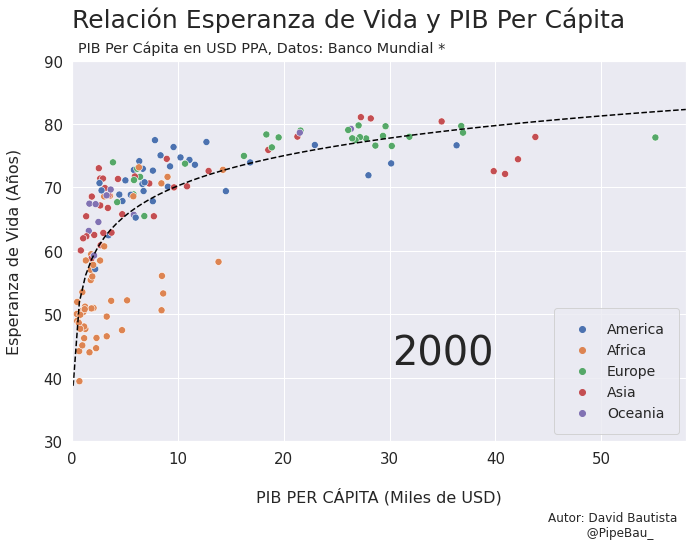 Relación Esperanza de Vida y PIB Per Cápita
PIB Per Cápita en USD PPA, Datos: Banco Mundial *
90
80
70
60
50
40
30
Esperanza de Vida (Años)
2000
America
Africa
Europe
Asia
Oceania
0 10 20 30 40 50
PIB PER CÁPITA (Miles de USD)
Autor: David Bautista
@PipeBau_